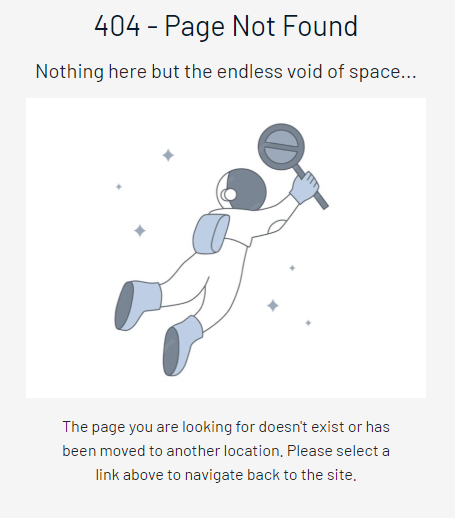 404 - Page Not Found
Nothing here but the endless void of space...
The page you are looking for doesn't exist or has
been moved to another location. Please select a
link above to navigate back to the site.